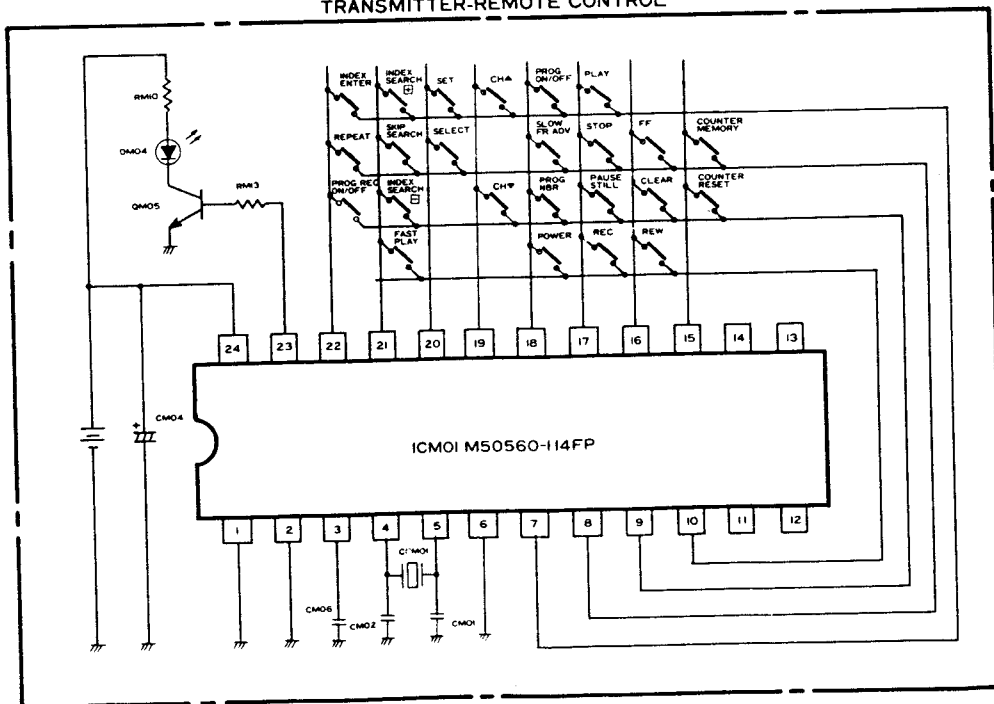 TRANSMITTER-REMOTE CONTROL
RM10
DM04
QM05
RM13
INDEX
ENTER
INDEX
SEARCH
+
SET
CH▲
PROG
ON/OFF
PLAY
REPEAT
SKIP
SEARCH
SELECT
SLOW
FR ADV
STOP
FF
COUNTER
MEMORY
PROG REC
ON/OFF
INDEX
SEARCH
-
CH▼
PROG
NBR
PAUSE
STILL
CLEAR
COUNTER
RESET
FAST
PLAY
POWER
REC
REW
24 23 22 21 20 19 18 17 16 15 14 13
+
CM04
ICM01 M50560-114FP
1 2 3 4 5 6 7 8 9 10 11 12
CM06
CM02
CM01